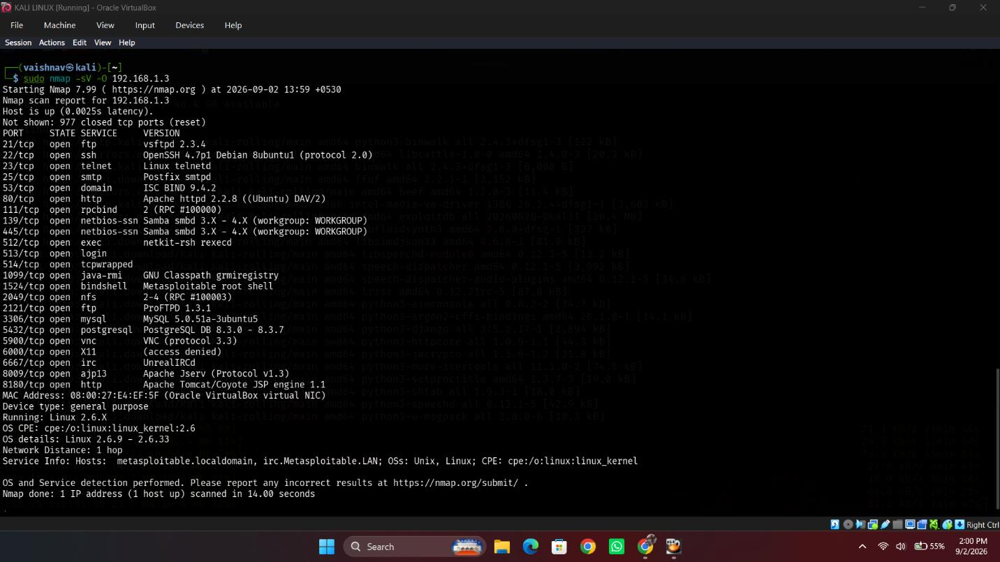 KALI LINUX [Running] - Oracle VirtualBox
File Machine View Input Devices Help
Session Actions Edit View Help
┌──(vaishnav㉿kali)-[~]
└─$ sudo nmap -sV -O 192.168.1.3
Starting Nmap 7.99 ( https://nmap.org ) at 2026-09-02 13:59 +0530
Nmap scan report for 192.168.1.3
Host is up (0.0025s latency).
Not shown: 977 closed tcp ports (reset)
PORT     STATE SERVICE     VERSION
21/tcp   open  ftp         vsftpd 2.3.4
22/tcp   open  ssh         OpenSSH 4.7p1 Debian 8ubuntu1 (protocol 2.0)
23/tcp   open  telnet      Linux telnetd
25/tcp   open  smtp        Postfix smtpd
53/tcp   open  domain      ISC BIND 9.4.2
80/tcp   open  http        Apache httpd 2.2.8 ((Ubuntu) DAV/2)
111/tcp  open  rpcbind     2 (RPC #100000)
139/tcp  open  netbios-ssn Samba smbd 3.X - 4.X (workgroup: WORKGROUP)
445/tcp  open  netbios-ssn Samba smbd 3.X - 4.X (workgroup: WORKGROUP)
512/tcp  open  exec        netkit-rsh rexecd
513/tcp  open  login
514/tcp  open  tcpwrapped
1099/tcp open  java-rmi    GNU Classpath grmiregistry
1524/tcp open  bindshell   Metasploitable root shell
2049/tcp open  nfs         2-4 (RPC #100003)
2121/tcp open  ftp         ProFTPD 1.3.1
3306/tcp open  mysql       MySQL 5.0.51a-3ubuntu5
5432/tcp open  postgresql  PostgreSQL DB 8.3.0 - 8.3.7
5900/tcp open  vnc         VNC (protocol 3.3)
6000/tcp open  X11         (access denied)
6667/tcp open  irc         UnrealIRCd
8009/tcp open  ajp13       Apache Jserv (Protocol v1.3)
8180/tcp open  http        Apache Tomcat/Coyote JSP engine 1.1
MAC Address: 08:00:27:E4:EF:5F (Oracle VirtualBox virtual NIC)
Device type: general purpose
Running: Linux 2.6.X
OS CPE: cpe:/o:linux:linux_kernel:2.6
OS details: Linux 2.6.9 - 2.6.33
Network Distance: 1 hop
Service Info: Hosts:  metasploitable.localdomain, irc.Metasploitable.LAN; OSs: Unix, Linux; CPE: cpe:/o:linux:linux_kernel
OS and Service detection performed. Please report any incorrect results at https://nmap.org/submit/ .
Nmap done: 1 IP address (1 host up) scanned in 14.00 seconds
Right Ctrl
Search
55%
2:00 PM
9/2/2026